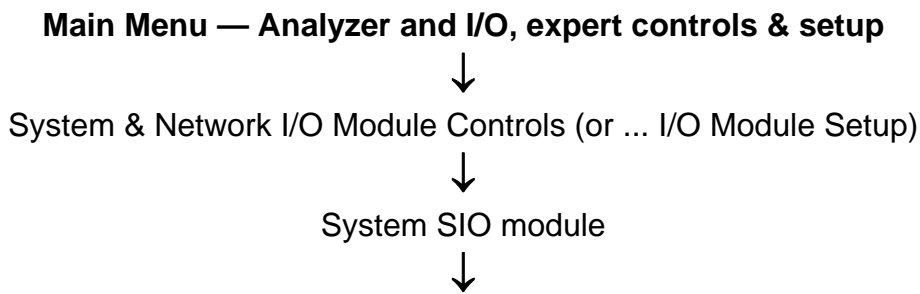 Main Menu — Analyzer and I/O, expert controls & setup
↓
System & Network I/O Module Controls (or ... I/O Module Setup)
↓
System SIO module
↓